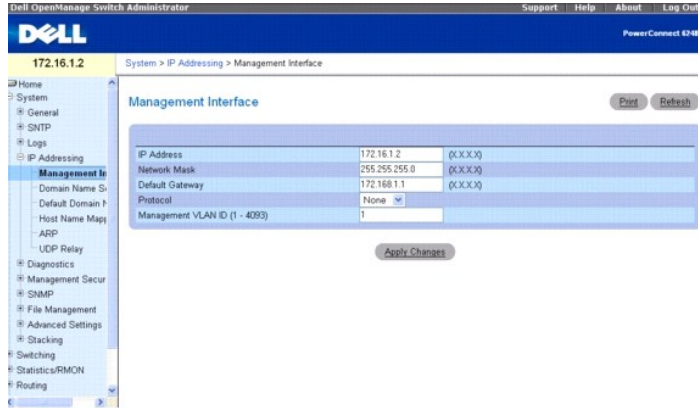 Dell OpenManage Switch Administrator Support Help About Log Out
DELL
PowerConnect 6248
172.16.1.2
System > IP Addressing > Management Interface
Home
System
General
SNTP
Logs
IP Addressing
Management In
Domain Name Se
Default Domain N
Host Name Mapp
ARP
UDP Relay
Diagnostics
Management Secur
SNMP
File Management
Advanced Settings
Stacking
Switching
Statistics/RMON
Routing
Management Interface
Print Refresh
IP Address 172.16.1.2 (X.X.X.X)
Network Mask 255.255.255.0 (X.X.X.X)
Default Gateway 172.168.1.1 (X.X.X.X)
Protocol None
Management VLAN ID (1 - 4093) 1
Apply Changes